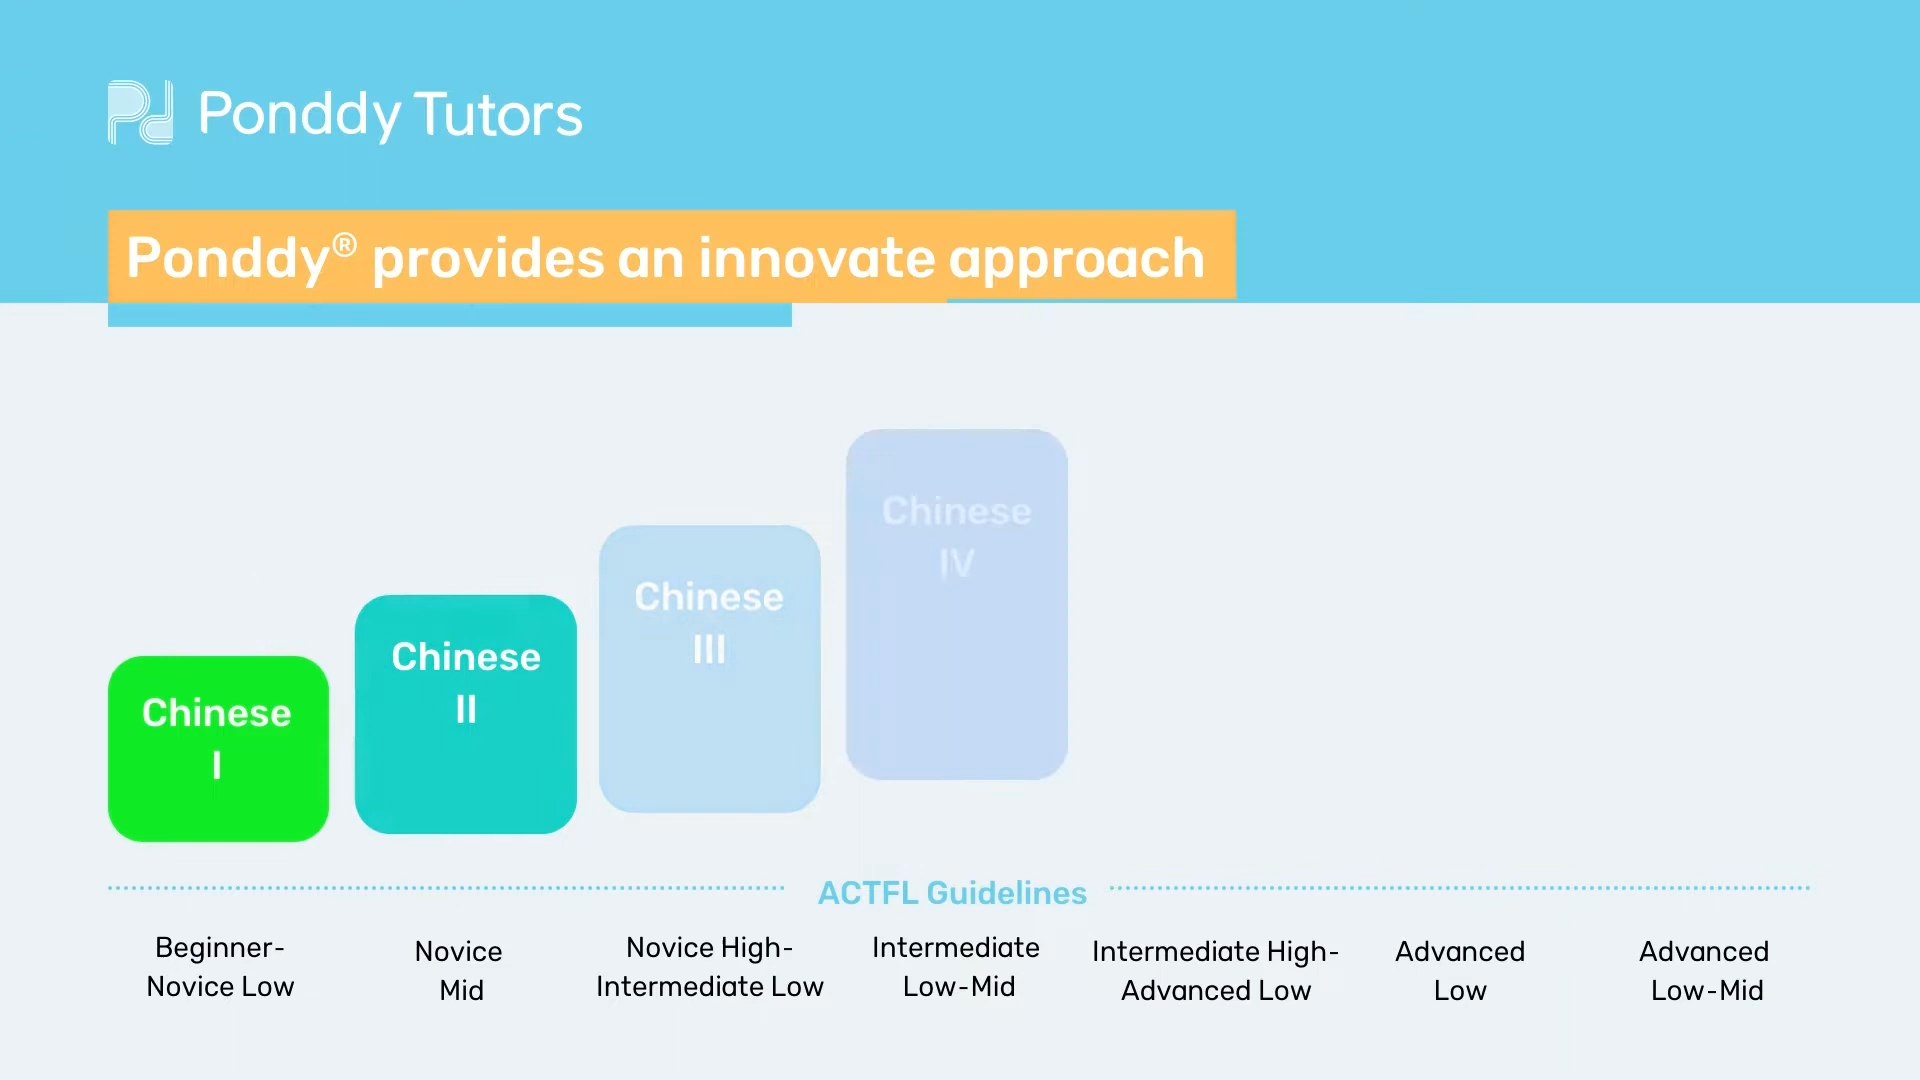 Ponddy Tutors
Ponddy® provides an innovate approach
Chinese
I
Chinese
II
Chinese
III
Chinese
IV
ACTFL Guidelines
Beginner-
Novice Low
Novice
Mid
Novice High-
Intermediate Low
Intermediate
Low-Mid
Intermediate High-
Advanced Low
Advanced
Low
Advanced
Low-Mid